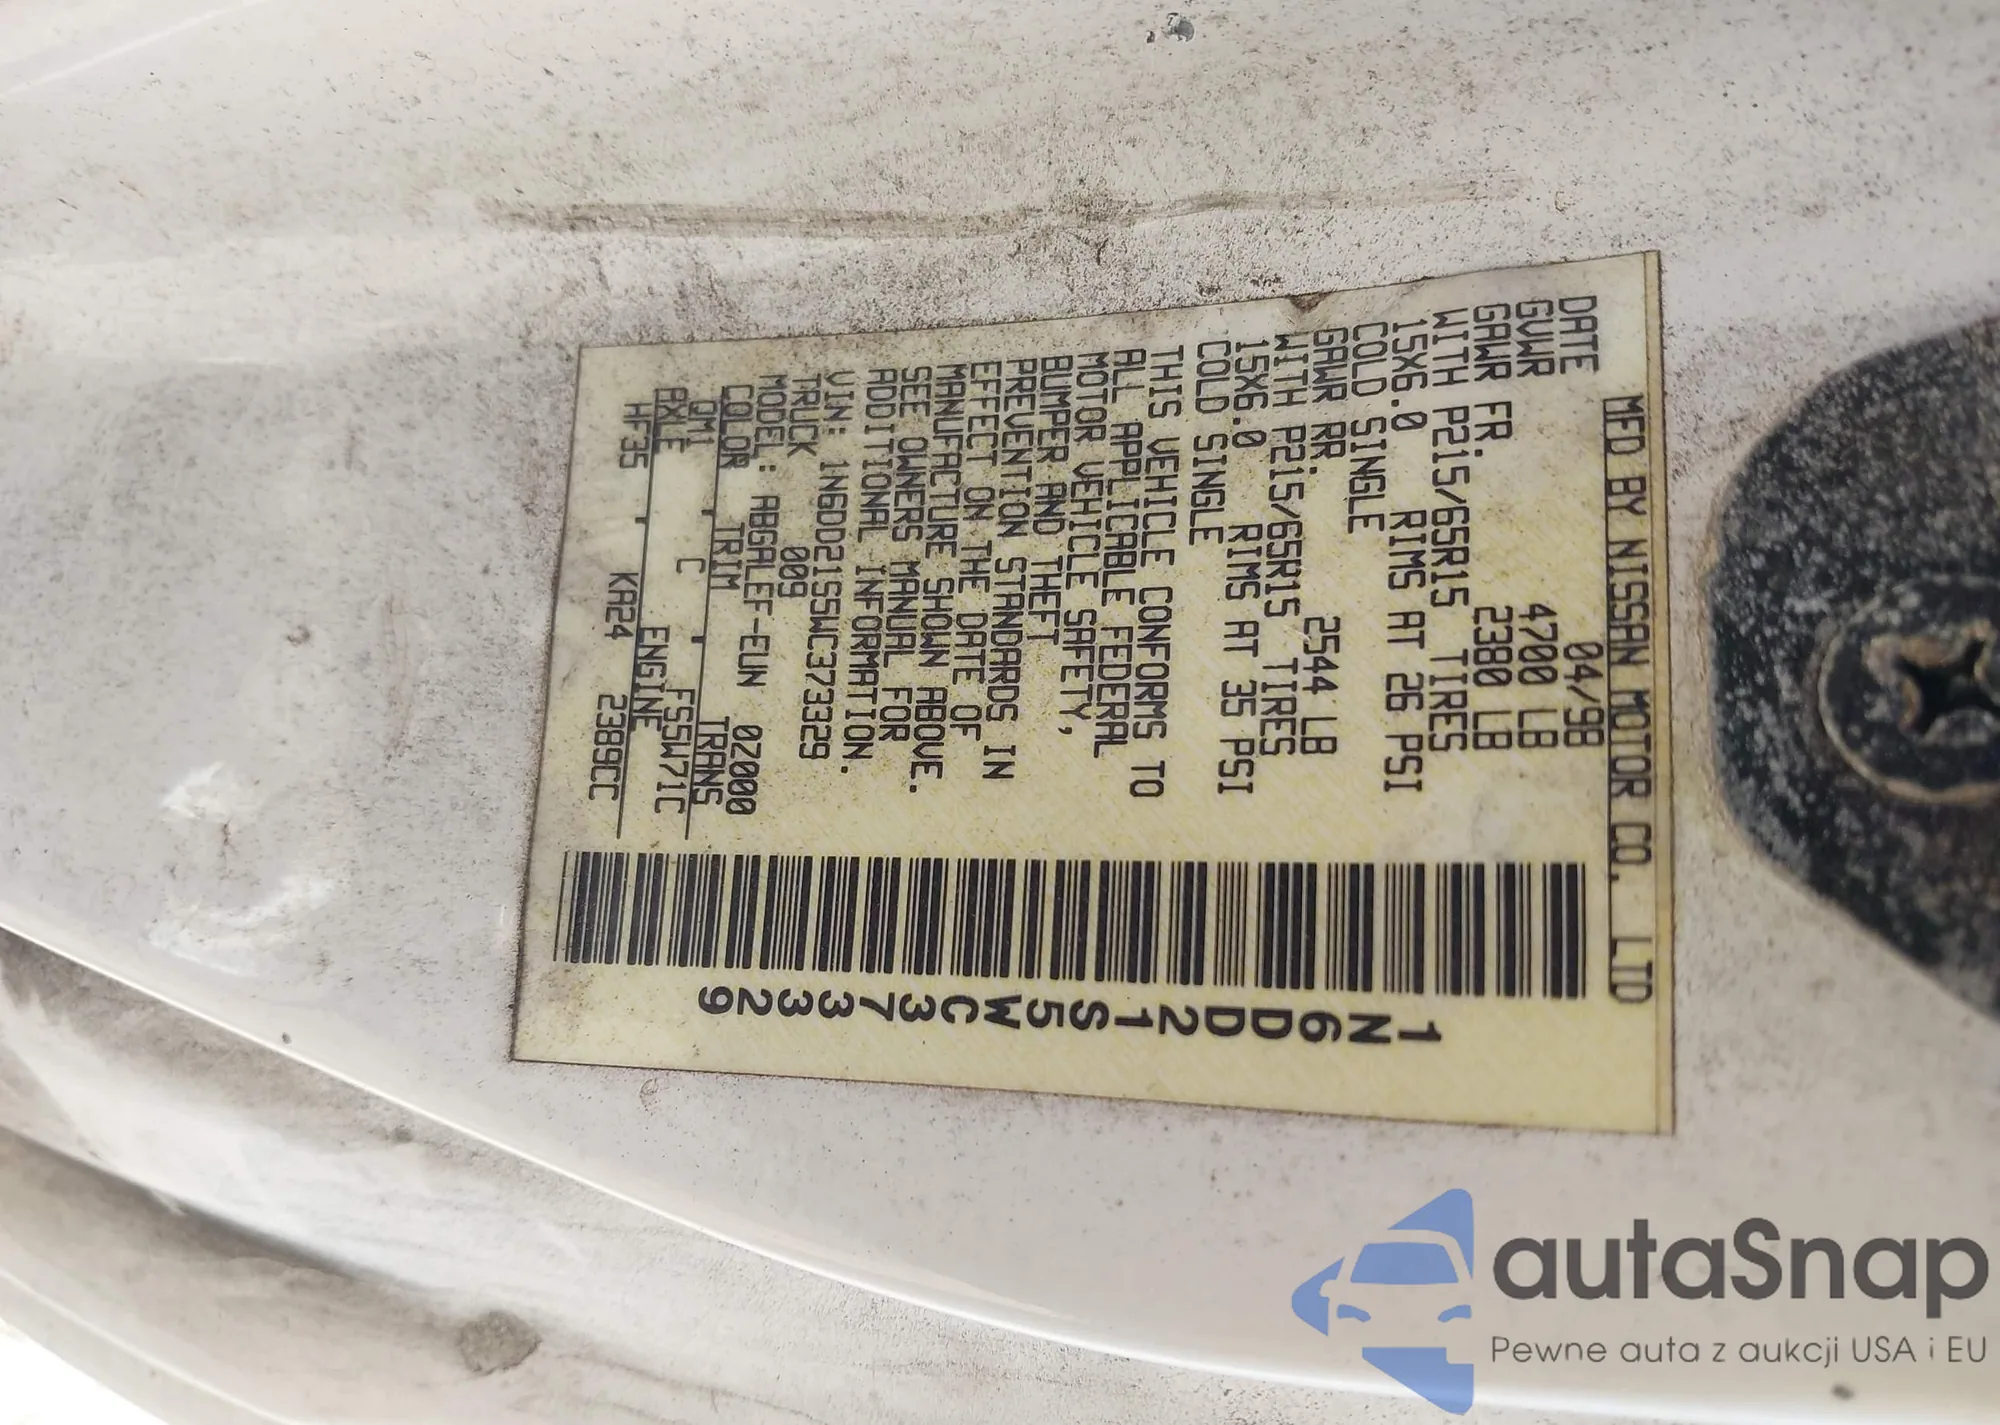 MFD BY NISSAN MOTOR CO., LTD
DATE 04/98
GVWR 4700 LB
GAWR FR. 2380 LB
WITH P215/65R15 TIRES
15X6.0 RIMS AT 26 PSI
COLD SINGLE
GAWR RR. 2544 LB
WITH P215/65R15 TIRES
15X6.0 RIMS AT 35 PSI
COLD SINGLE
THIS VEHICLE CONFORMS TO
ALL APPLICABLE FEDERAL
MOTOR VEHICLE SAFETY,
BUMPER AND THEFT
PREVENTION STANDARDS IN
EFFECT ON THE DATE OF
MANUFACTURE SHOWN ABOVE.
SEE OWNERS MANUAL FOR
ADDITIONAL INFORMATION.
VIN: 1N6DD21S5WC373329
TRUCK 009
MODEL: ABGALEF-EUN 0Z000
COLOR TRIM TRANS
QM1 C FS5W71C
AXLE ENGINE
HF35 KA24 2389CC
1N6DD21S5WC373329
autaSnap
Pewne auta z aukcji USA i EU